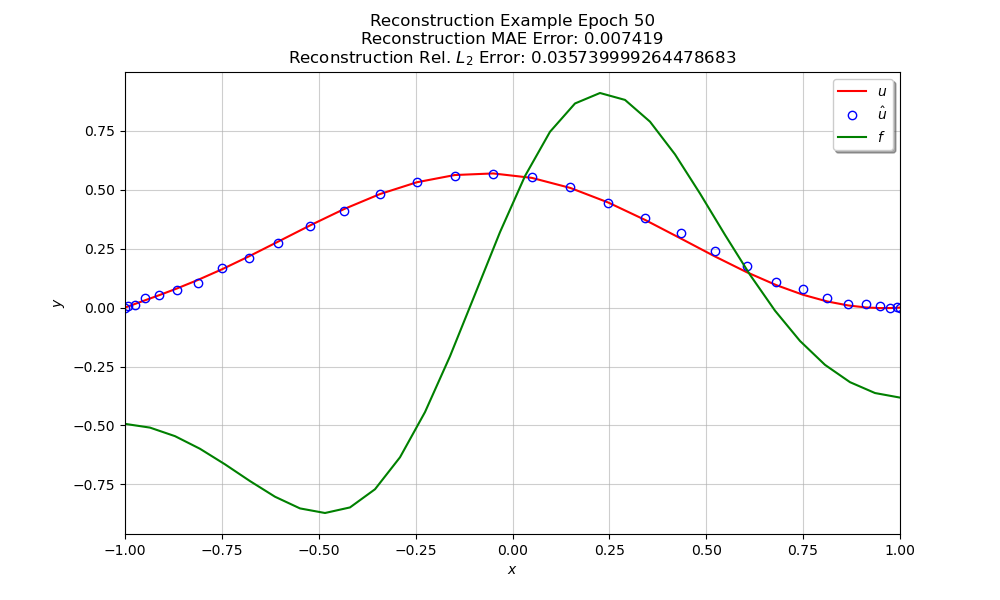 Reconstruction Example Epoch 50
Reconstruction MAE Error: 0.007419
Reconstruction Rel. $L_2$ Error: 0.035739999264478683
u
û
f
0.75
0.50
0.25
0.00
−0.25
−0.50
−0.75
y
−1.00 −0.75 −0.50 −0.25 0.00 0.25 0.50 0.75 1.00
x